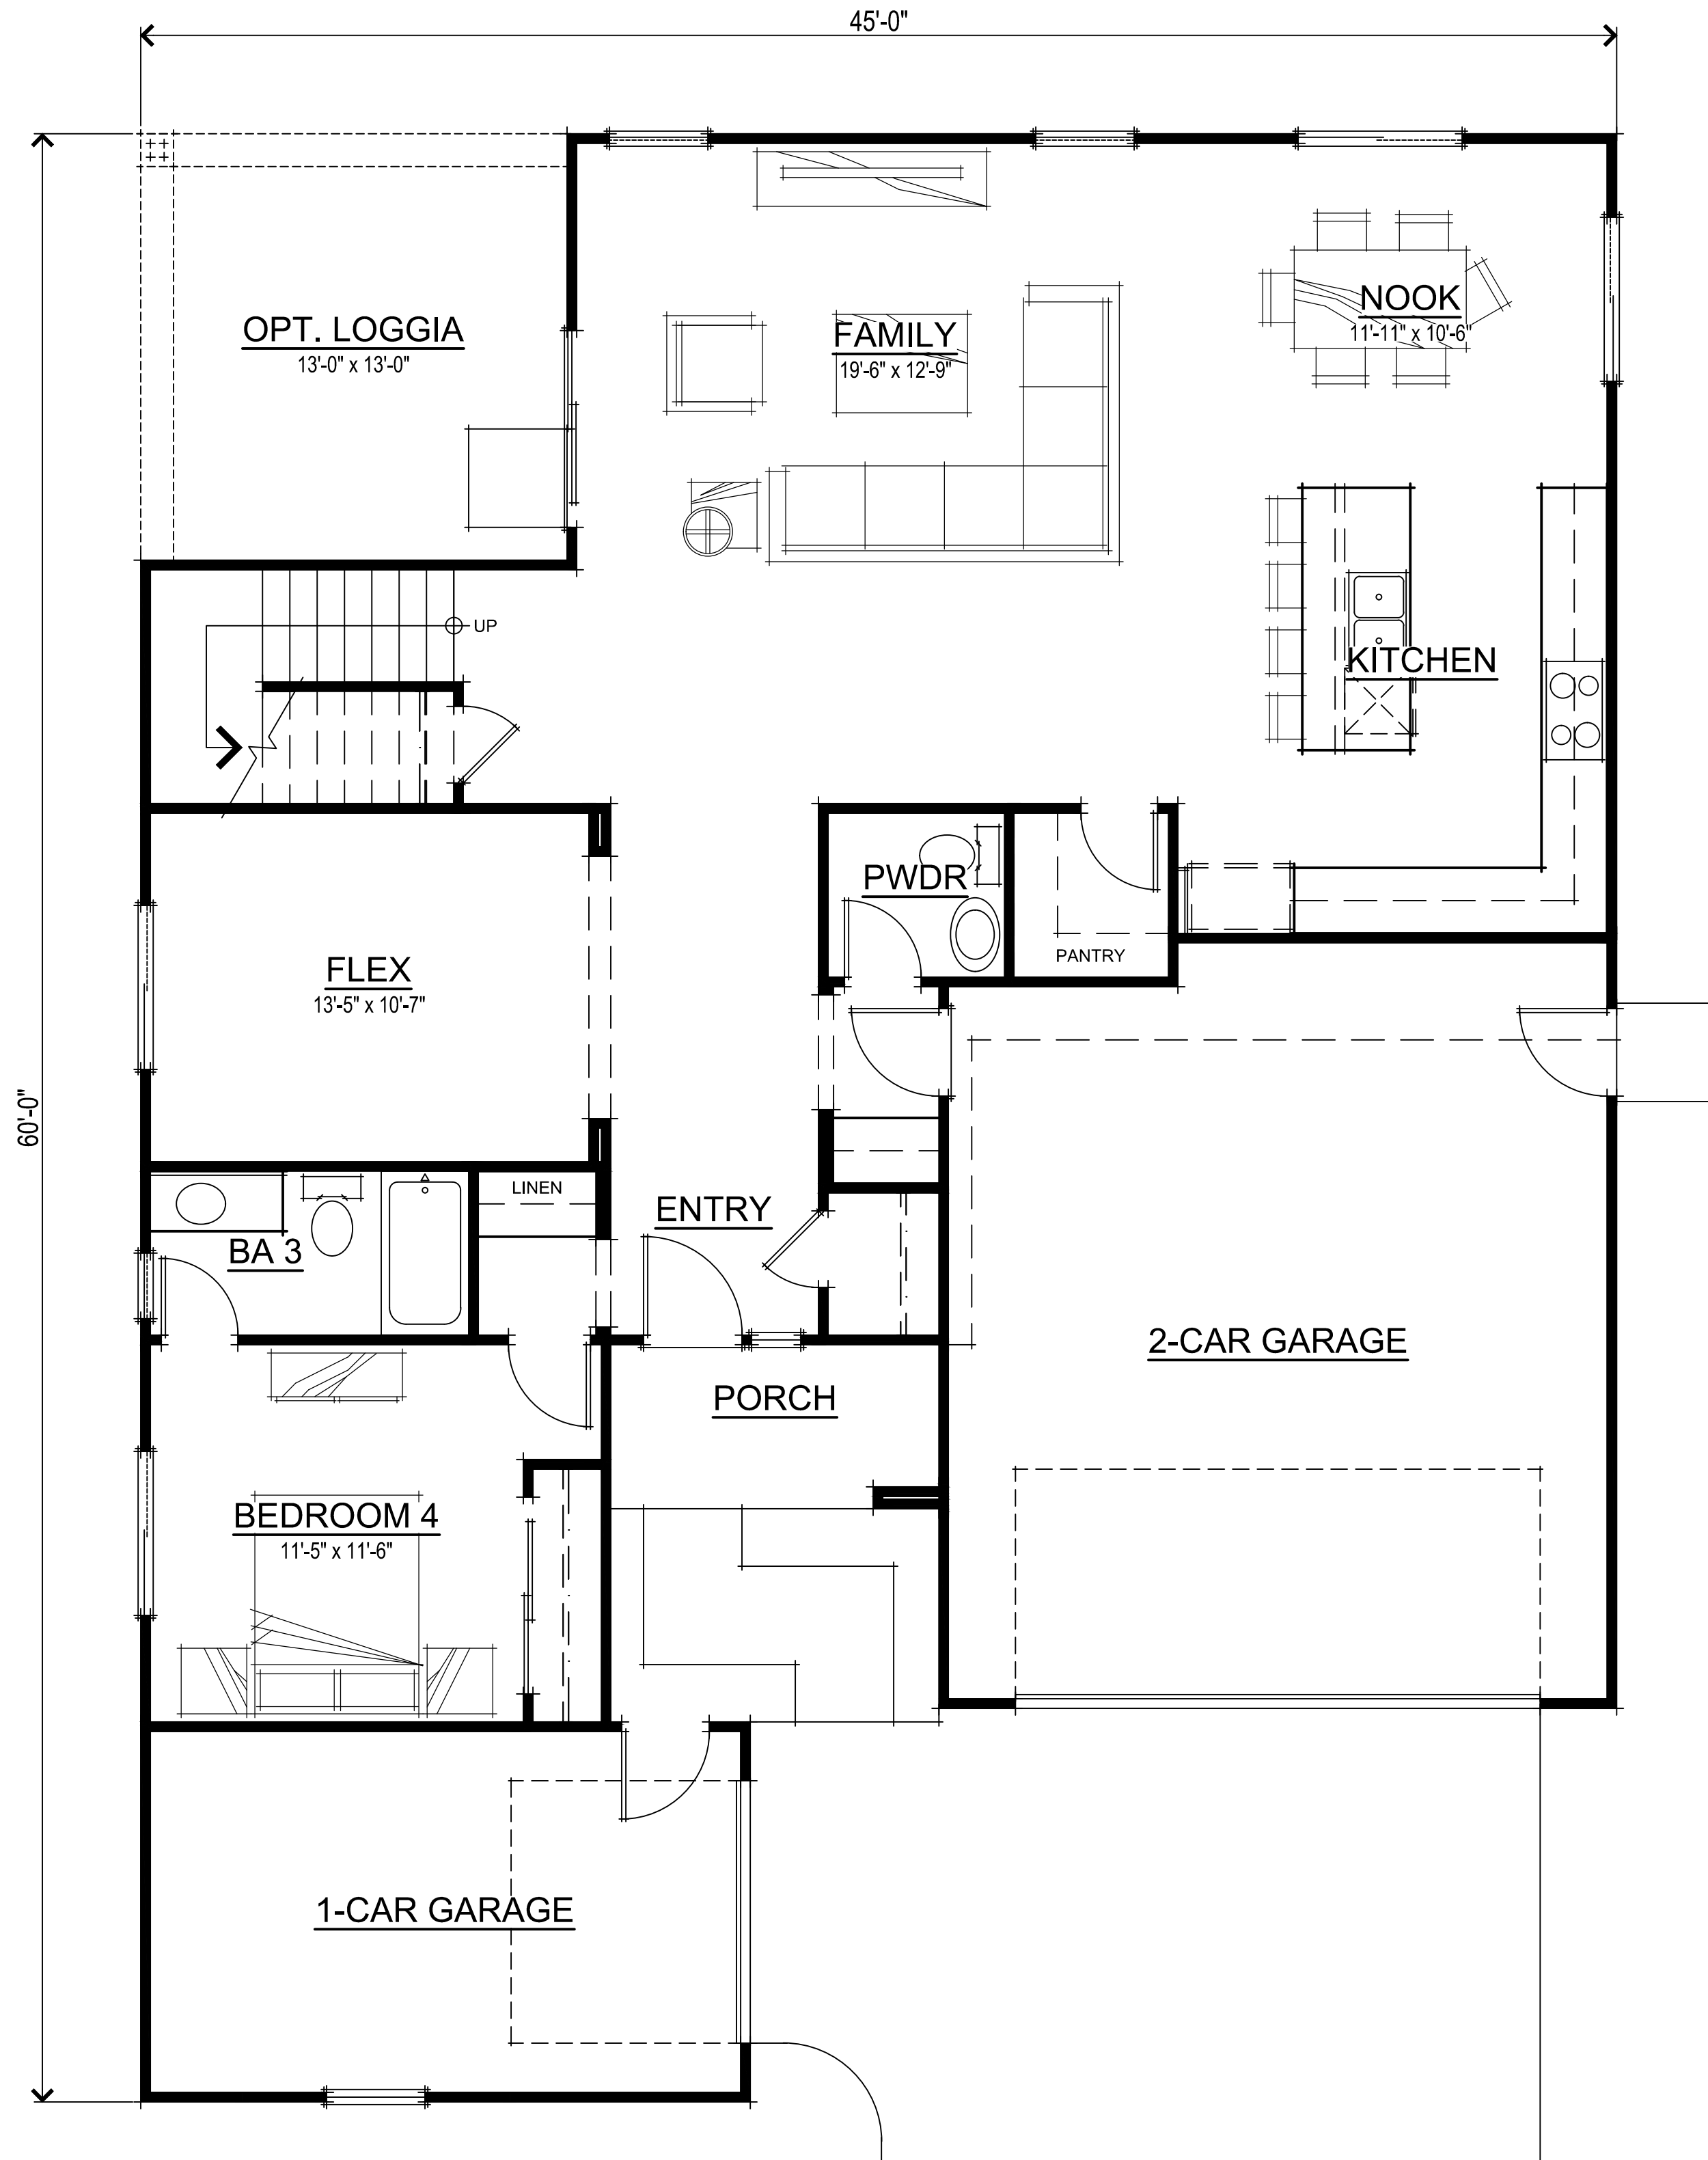 45'-0"
OPT. LOGGIA
13'-0" x 13'-0"
FAMILY
19'-6" x 12'-9"
NOOK
11'-11" x 10'-6"
UP
KITCHEN
PWDR
PANTRY
FLEX
13'-5" x 10'-7"
60'-0"
LINEN
ENTRY
BA 3
2-CAR GARAGE
PORCH
BEDROOM 4
11'-5" x 11'-6"
1-CAR GARAGE